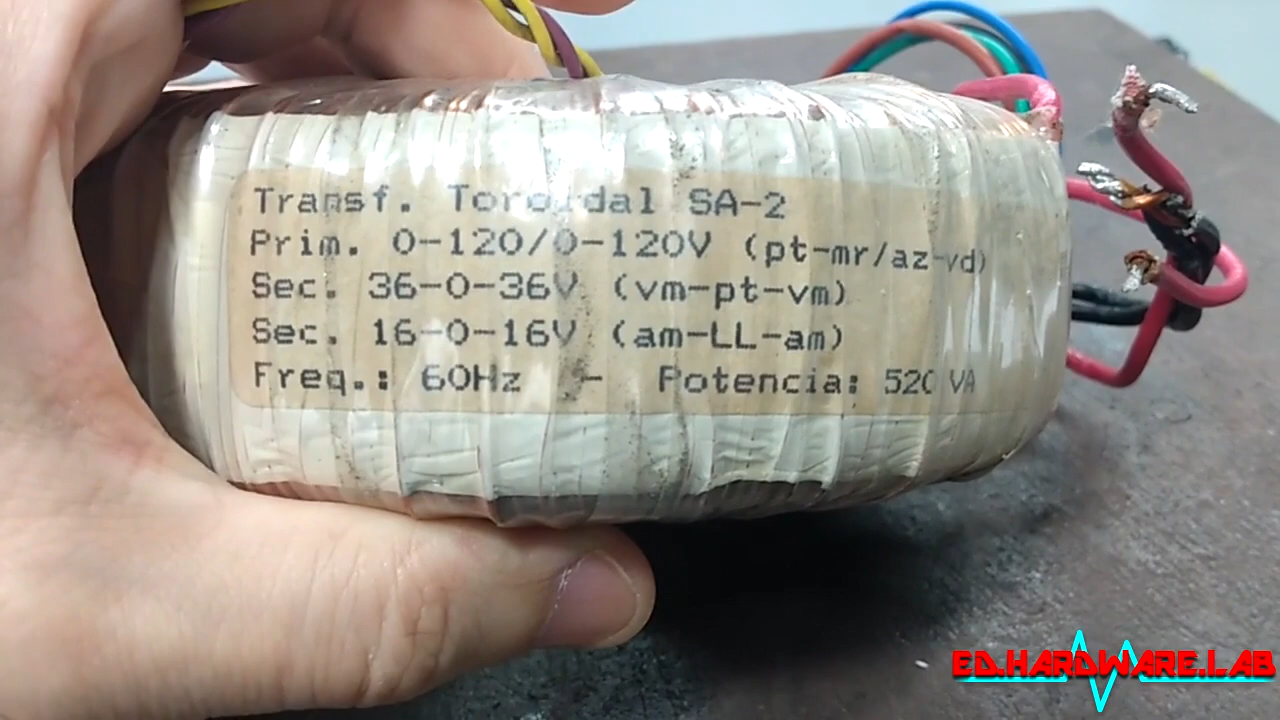 Transf. Toroidal SA-2
Prim. 0-120/0-120V (pt-mr/az-vd)
Sec. 36-0-36V (vm-pt-vm)
Sec. 16-0-16V (am-LL-am)
Freq.: 60Hz - Potencia: 520 VA
ED.HARDWARE.LAB